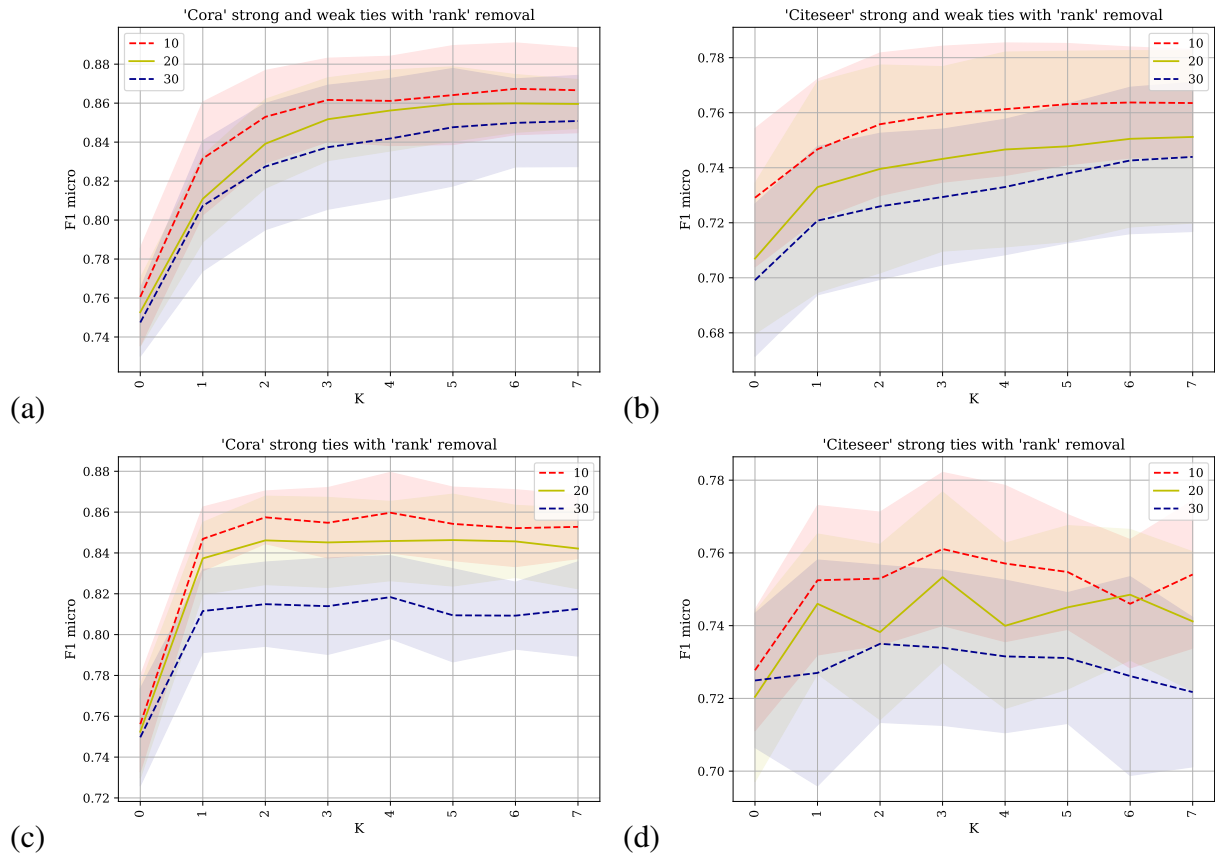 'Cora' strong and weak ties with 'rank' removal
10
20
30
0.88
0.86
0.84
0.82
0.80
0.78
0.76
0.74
F1 micro
0 1 2 3 4 5 6 7
K
(a)
'Citeseer' strong and weak ties with 'rank' removal
10
20
30
0.78
0.76
0.74
0.72
0.70
0.68
F1 micro
0 1 2 3 4 5 6 7
K
(b)
'Cora' strong ties with 'rank' removal
10
20
30
0.88
0.86
0.84
0.82
0.80
0.78
0.76
0.74
0.72
F1 micro
0 1 2 3 4 5 6 7
K
(c)
'Citeseer' strong ties with 'rank' removal
10
20
30
0.78
0.76
0.74
0.72
0.70
F1 micro
0 1 2 3 4 5 6 7
K
(d)